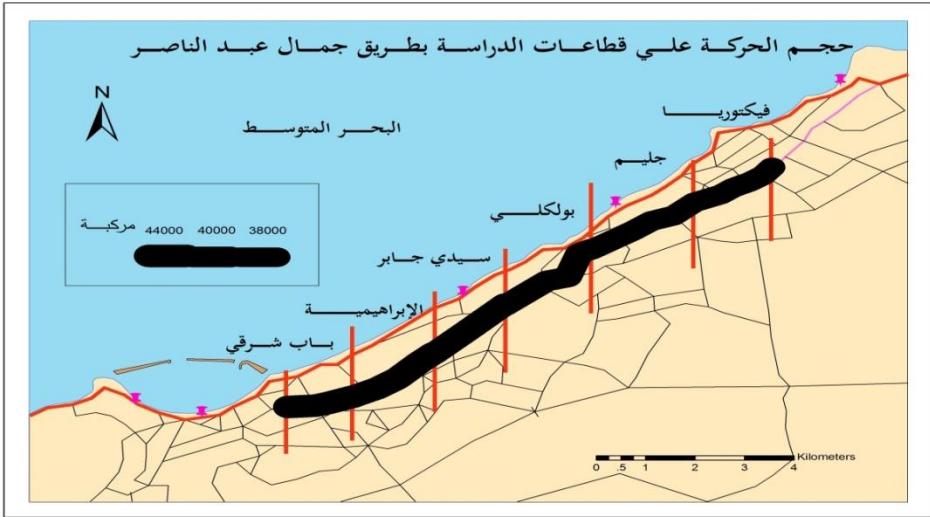 حجم الحركة علي قطاعات الدراسة بطريق جمال عبد الناصر
N
البحر المتوسط
فيكتوريا
جليم
بولكلي
سيدي جابر
الإبراهيمية
باب شرقي
مركبة 44000 40000 38000
Kilometers
0 .5 1 2 3 4